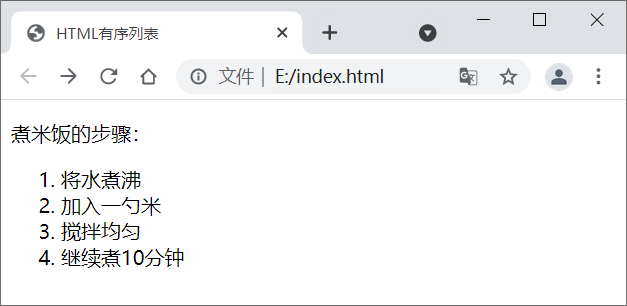 HTML有序列表
文件 | E:/index.html
煮米饭的步骤：
1. 将水煮沸
2. 加入一勺米
3. 搅拌均匀
4. 继续煮10分钟